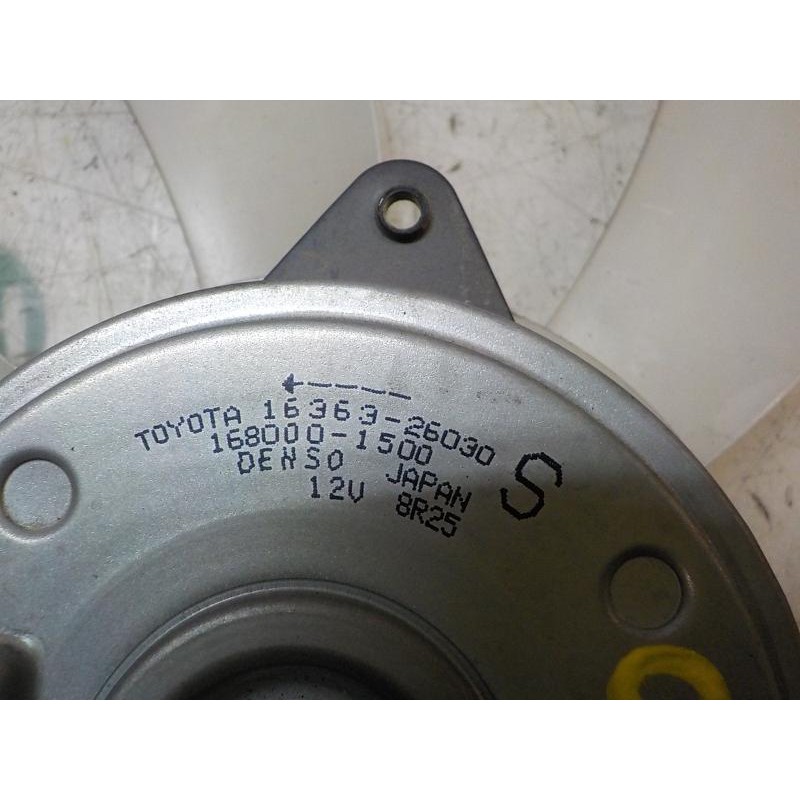 TOYOTA 16363-26030
168000-1500
DENSO JAPAN
12V 8R25
S